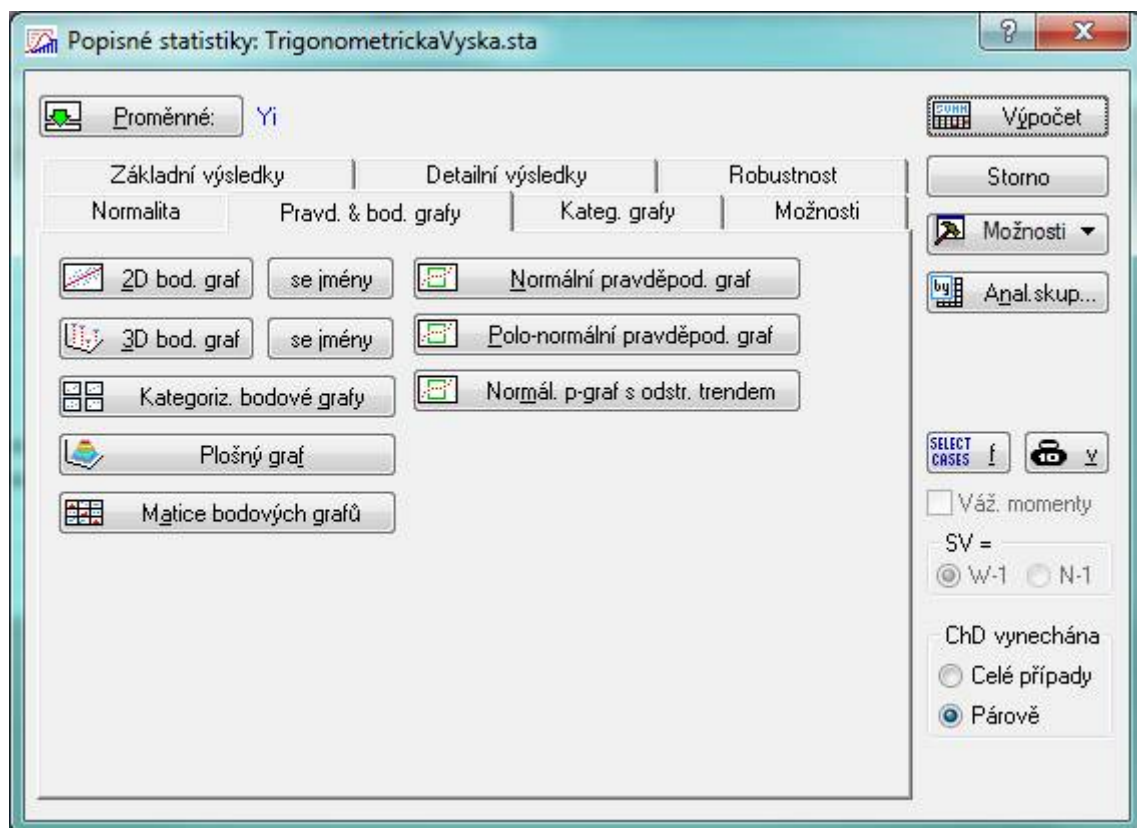 Popisné statistiky: TrigonometrickaVyska.sta
? X
Proměnné: Yi
Výpočet
Základní výsledky Detailní výsledky Robustnost
Storno
Normalita Pravd. & bod. grafy Kateg. grafy Možnosti
Možnosti
2D bod. graf se jmény Normální pravděpod. graf
by Anal.skup...
3D bod. graf se jmény Polo-normální pravděpod. graf
Kategoriz. bodové grafy Normál. p-graf s odstr. trendem
Plošný graf
SELECT CASES f v
Matice bodových grafů
Váž. momenty
SV =
W-1 N-1
ChD vynechána
Celé případy
Párově